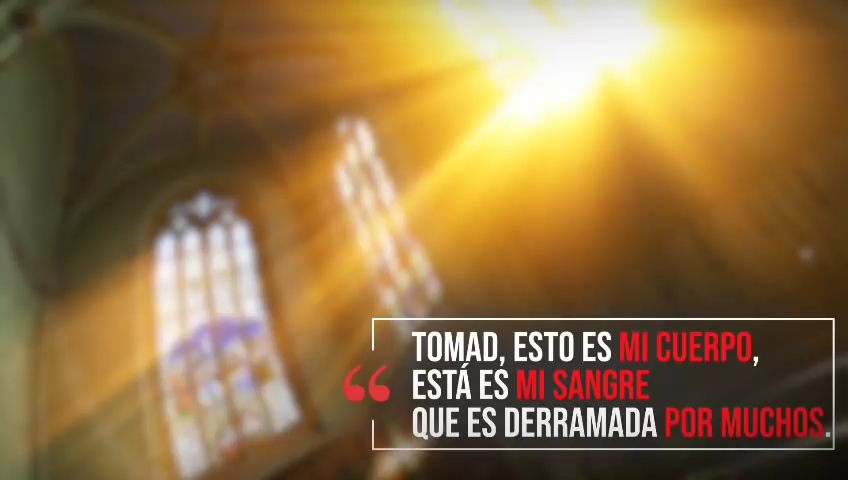 TOMAD, ESTO ES MI CUERPO,
ESTÁ ES MI SANGRE
QUE ES DERRAMADA POR MUCHOS.